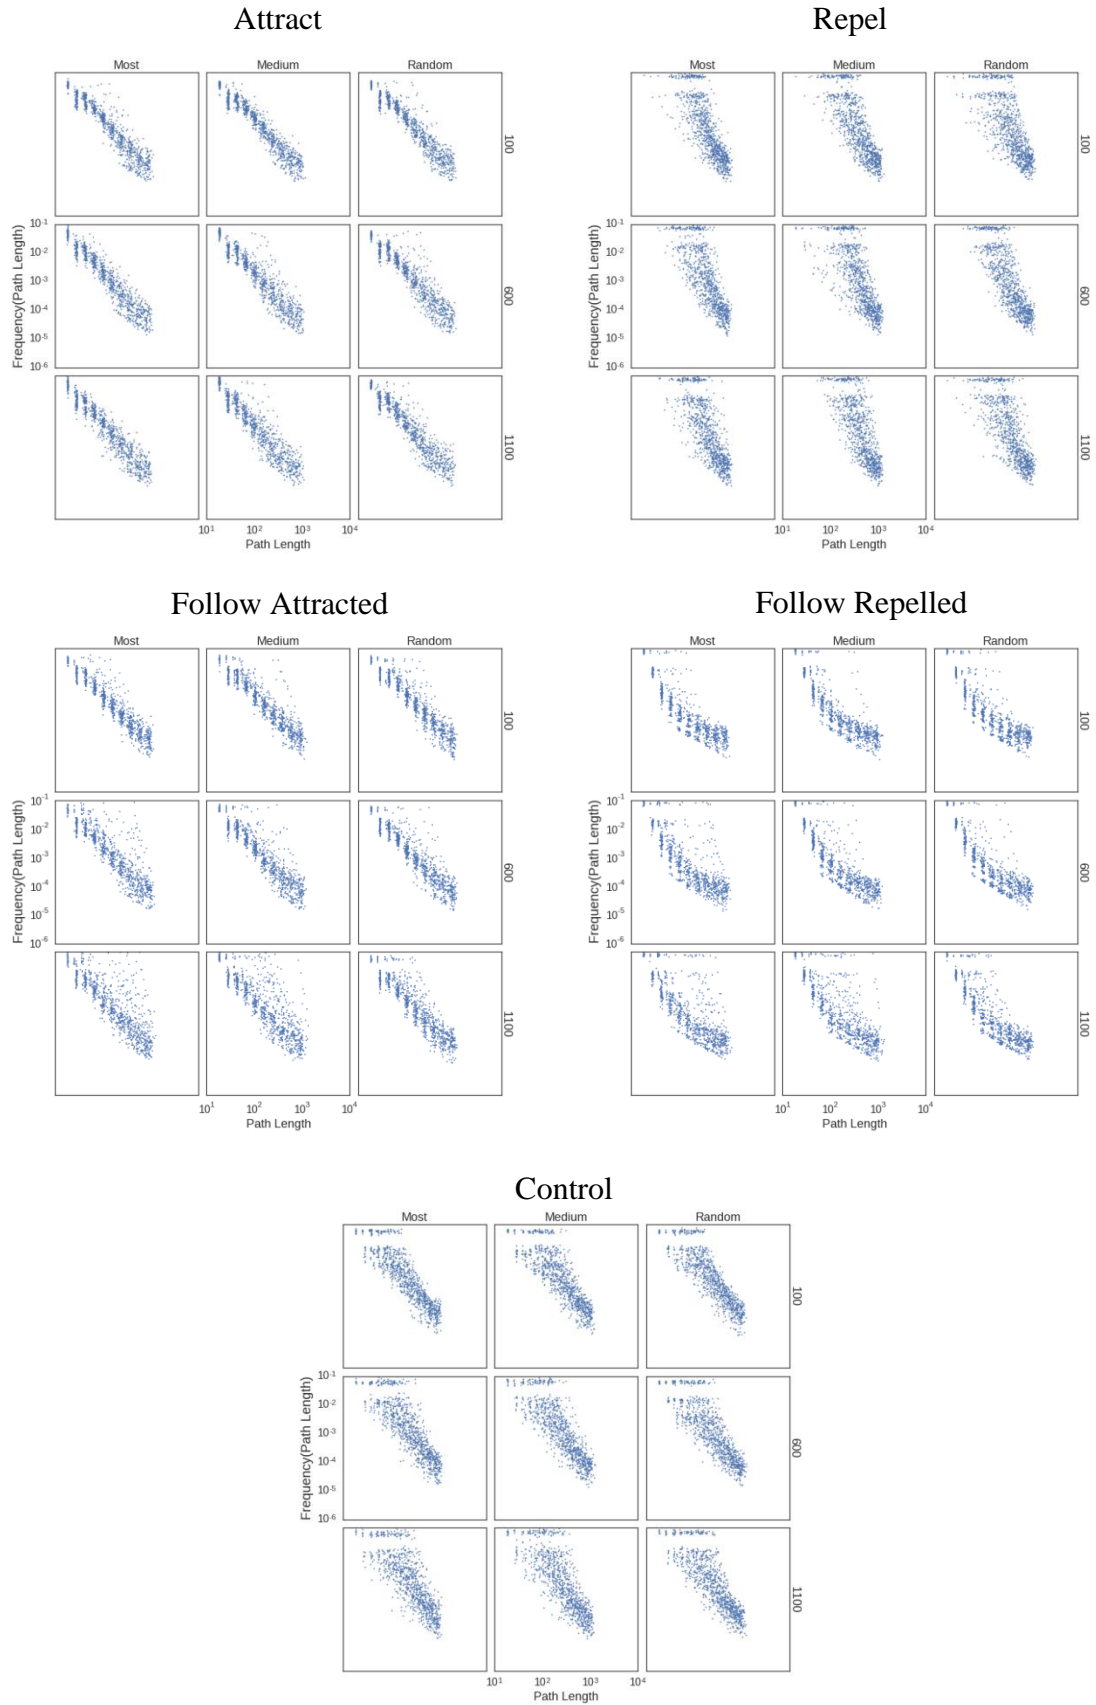 Attract
Most Medium Random
100
Frequency(Path Length)
10-1
10-2
10-3
10-4
10-5
10-6
600
1100
101 102 103 104
Path Length
Repel
Most Medium Random
100
Frequency(Path Length)
10-1
10-2
10-3
10-4
10-5
10-6
600
1100
101 102 103 104
Path Length
Follow Attracted
Most Medium Random
100
Frequency(Path Length)
10-1
10-2
10-3
10-4
10-5
10-6
600
1100
101 102 103 104
Path Length
Follow Repelled
Most Medium Random
100
Frequency(Path Length)
10-1
10-2
10-3
10-4
10-5
10-6
600
1100
101 102 103 104
Path Length
Control
Most Medium Random
100
Frequency(Path Length)
10-1
10-2
10-3
10-4
10-5
10-6
600
1100
101 102 103 104
Path Length